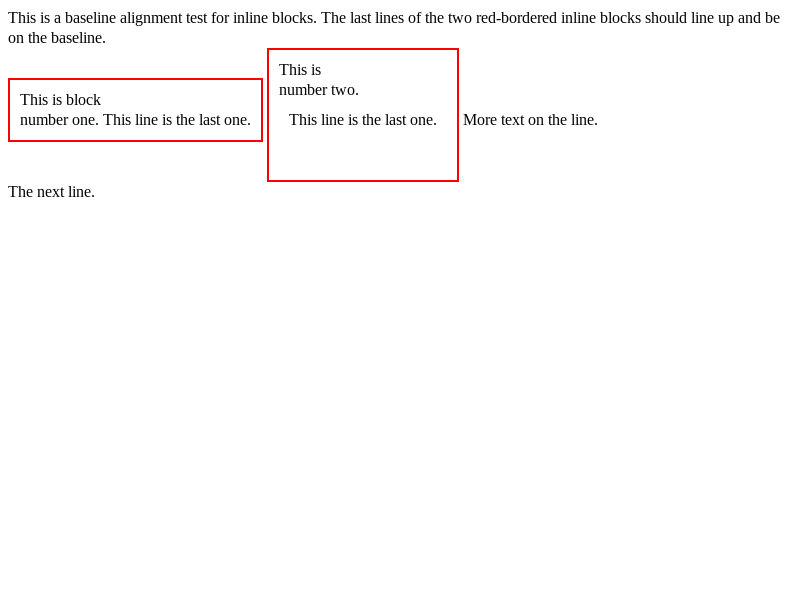 This is a baseline alignment test for inline blocks. The last lines of the two red-bordered inline blocks should line up and be
on the baseline.
This is block
number one. This line is the last one.
This is
number two.
This line is the last one.
More text on the line.
The next line.